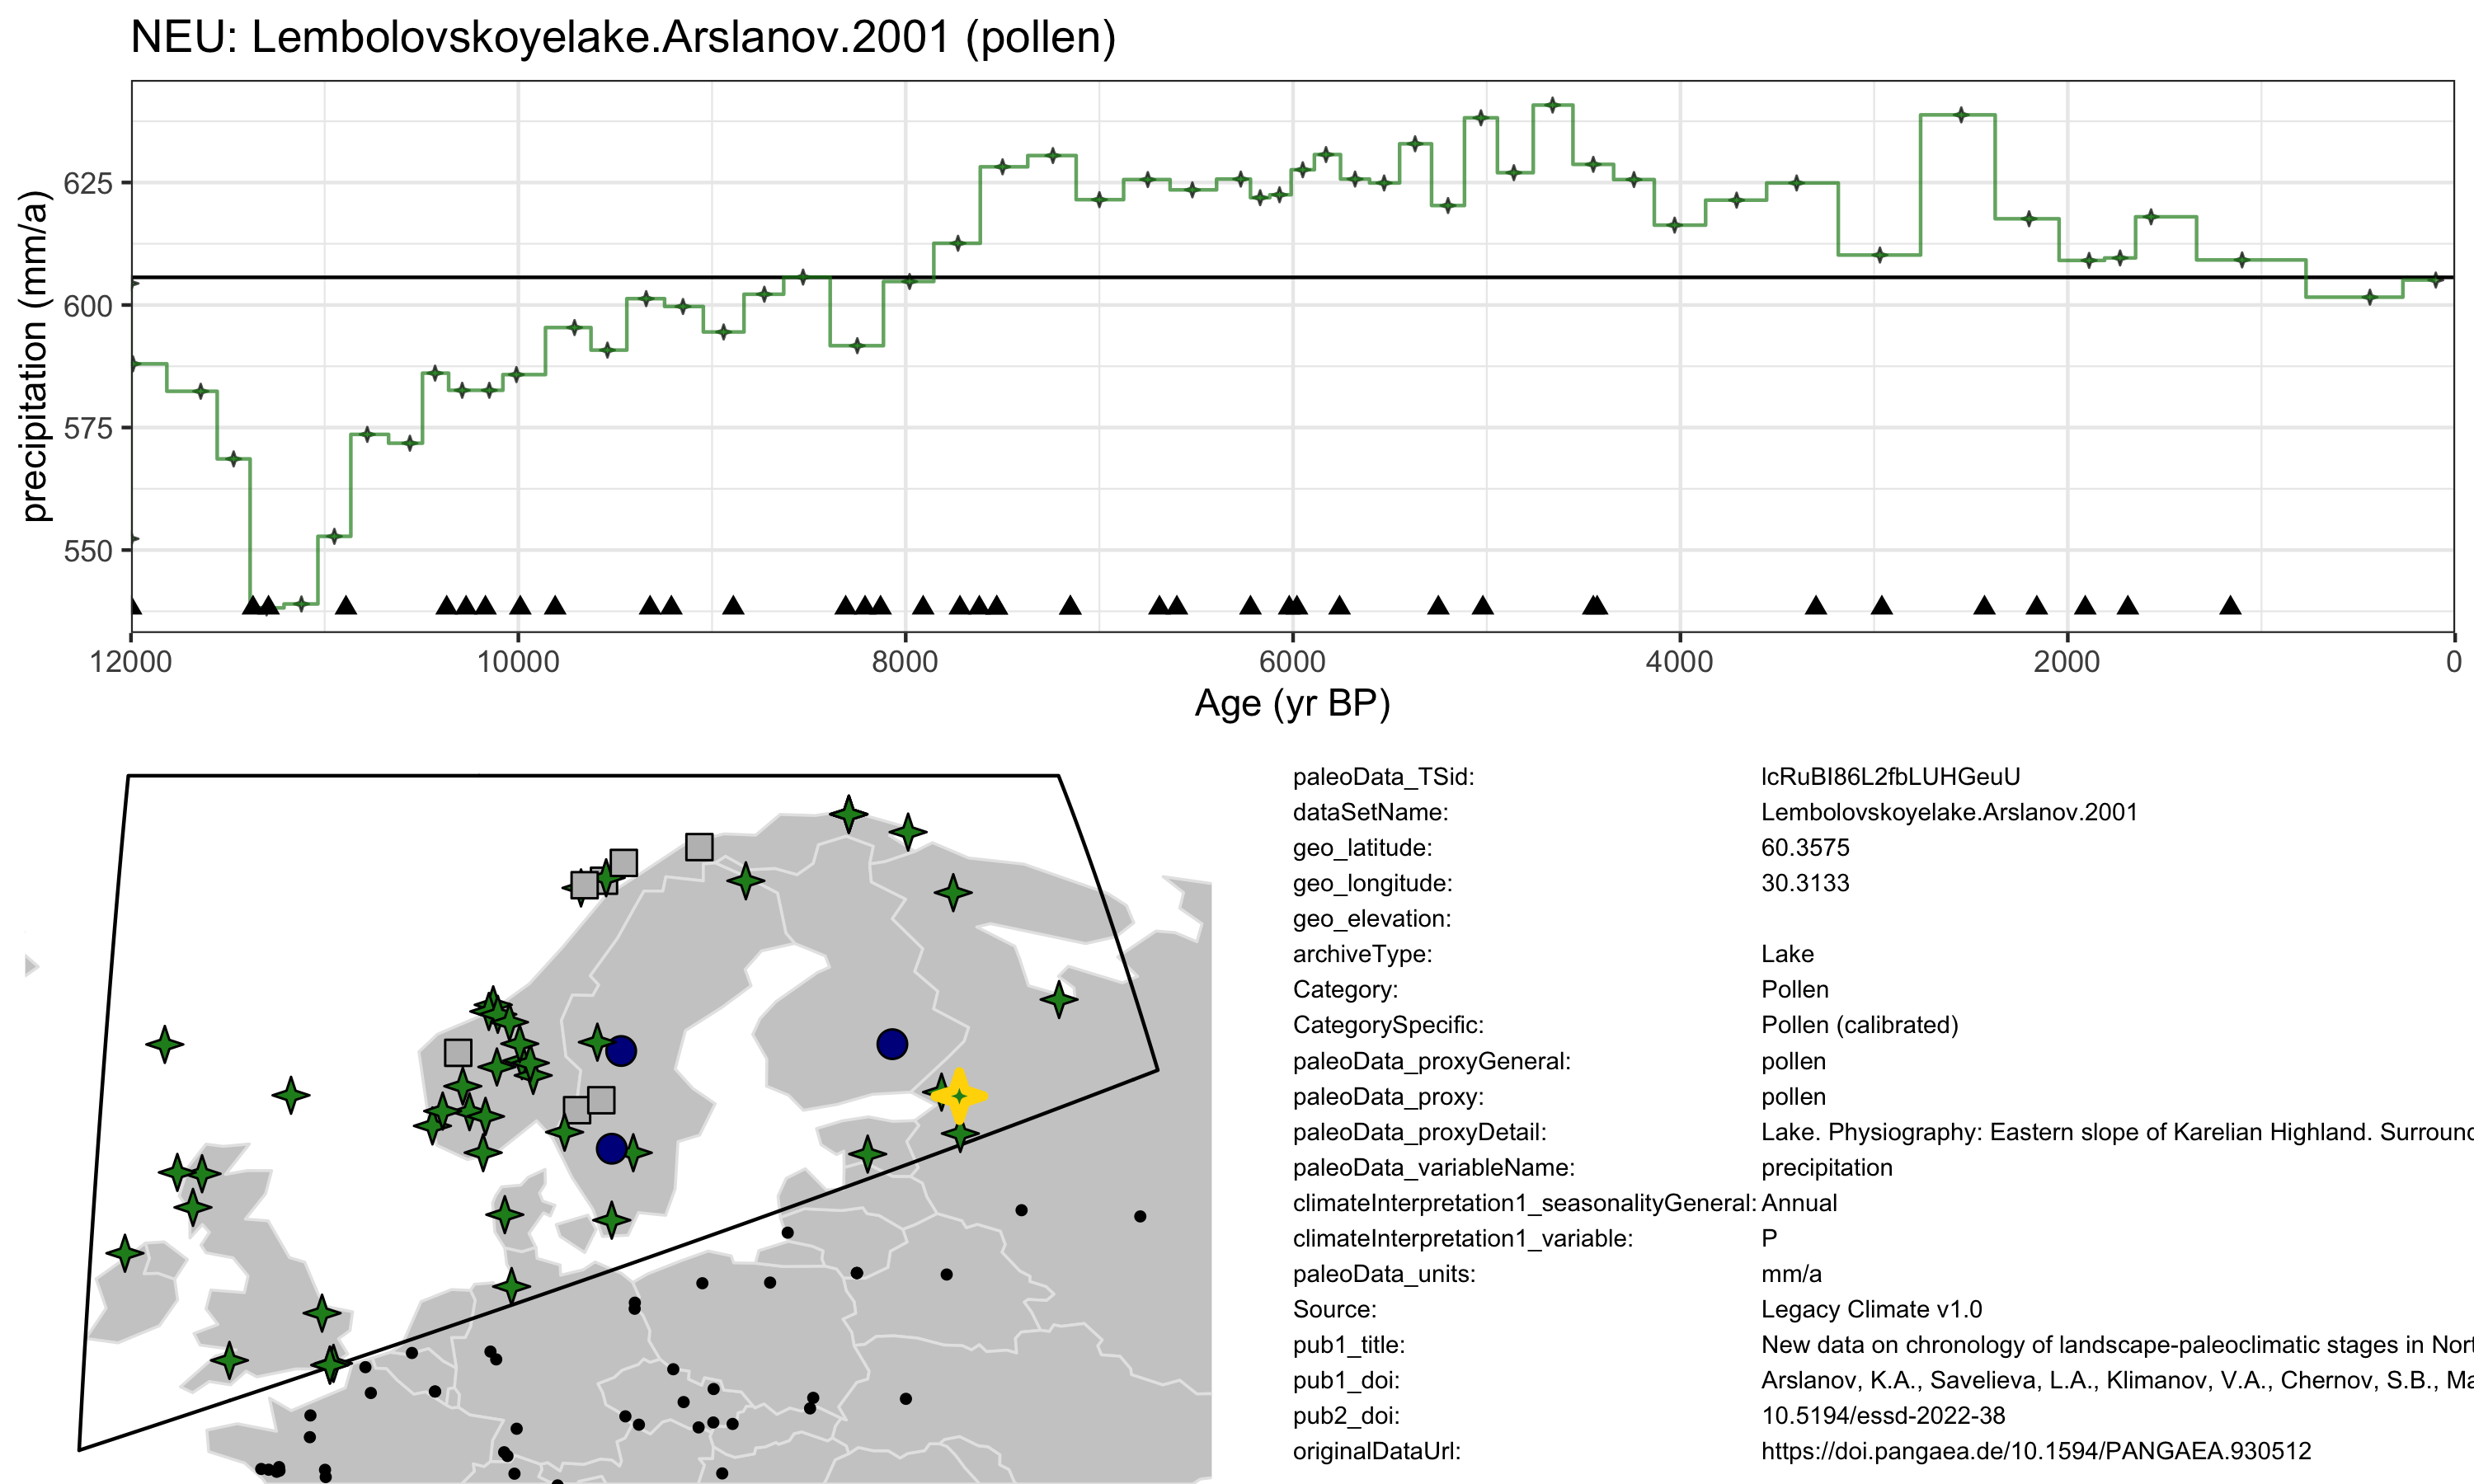 NEU: Lembolovskoyelake.Arslanov.2001 (pollen)
precipitation (mm/a)
625
600
575
550
12000 10000 8000 6000 4000 2000 0
Age (yr BP)
paleoData_TSid: lcRuBI86L2fbLUHGeuU
dataSetName: Lembolovskoyelake.Arslanov.2001
geo_latitude: 60.3575
geo_longitude: 30.3133
geo_elevation:
archiveType: Lake
Category: Pollen
CategorySpecific: Pollen (calibrated)
paleoData_proxyGeneral: pollen
paleoData_proxy: pollen
paleoData_proxyDetail: Lake. Physiography: Eastern slope of Karelian Highland. Surround
paleoData_variableName: precipitation
climateInterpretation1_seasonalityGeneral: Annual
climateInterpretation1_variable: P
paleoData_units: mm/a
Source: Legacy Climate v1.0
pub1_title: New data on chronology of landscape-paleoclimatic stages in Nort
pub1_doi: Arslanov, K.A., Savelieva, L.A., Klimanov, V.A., Chernov, S.B., Ma
pub2_doi: 10.5194/essd-2022-38
originalDataUrl: https://doi.pangaea.de/10.1594/PANGAEA.930512